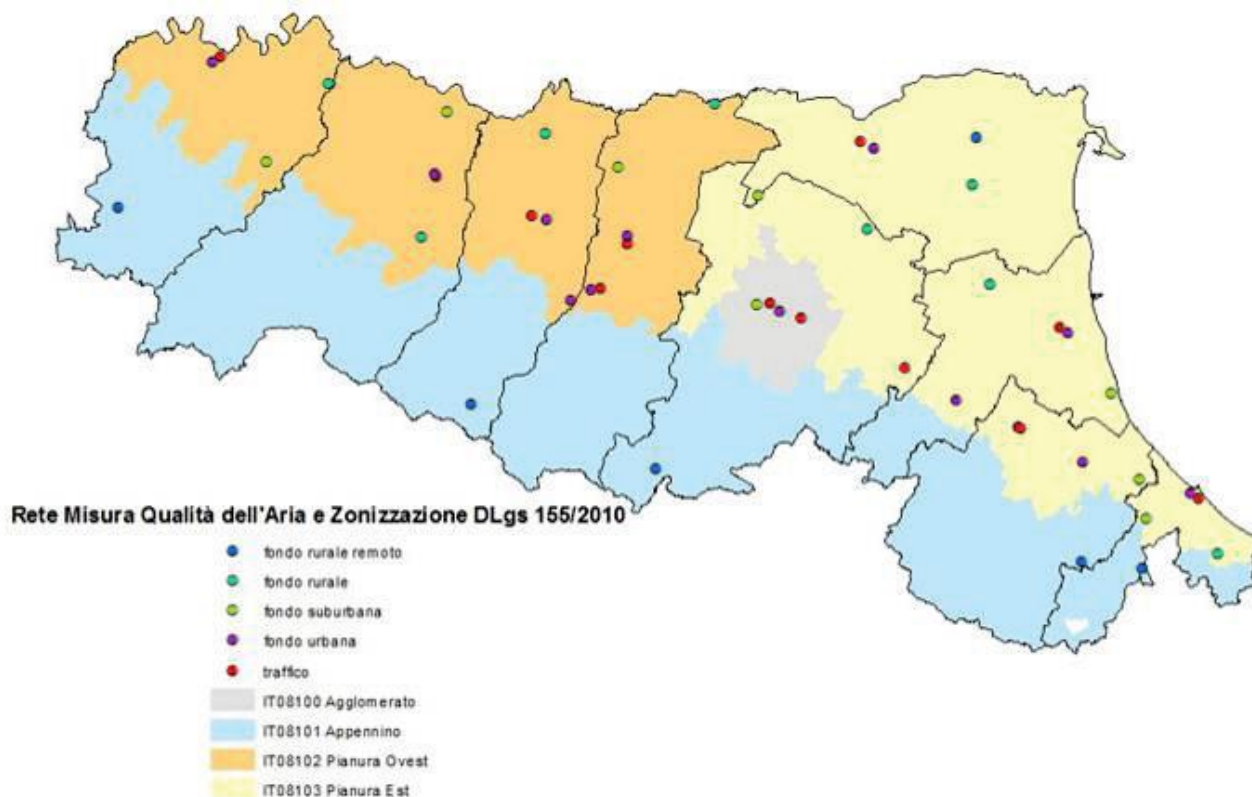 Rete Misura Qualità dell'Aria e Zonizzazione DLgs 155/2010
fondo rurale remoto
fondo rurale
fondo suburbana
fondo urbana
traffico
IT08100 Agglomerato
IT08101 Appennino
IT08102 Pianura Ovest
IT08103 Pianura Est